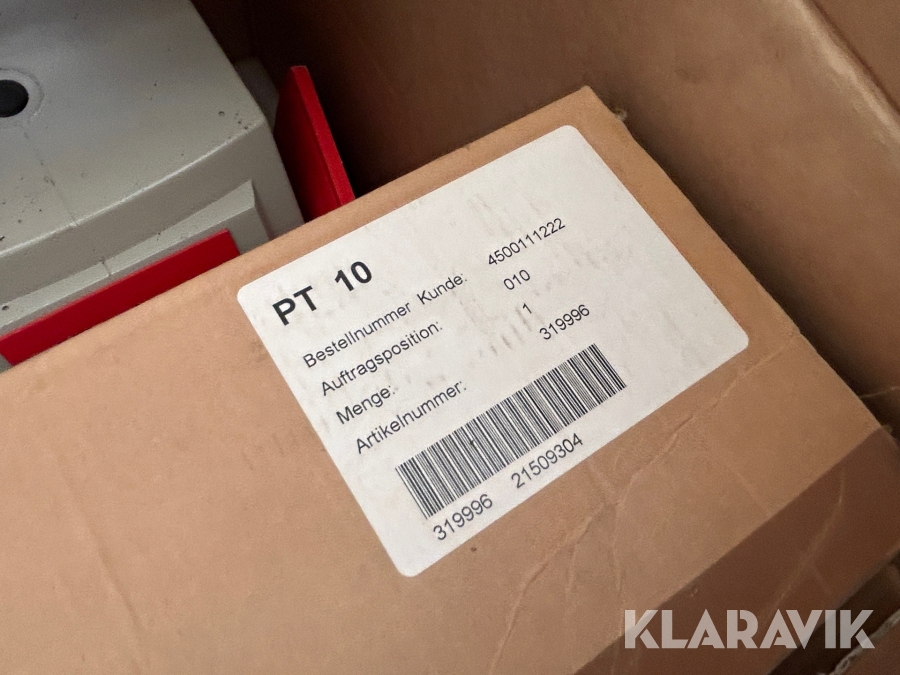 PT 10
Bestellnummer Kunde: 4500111222
Auftragsposition: 010
Menge: 1
Artikelnummer: 319996
319996 21509304
KLARAVIK